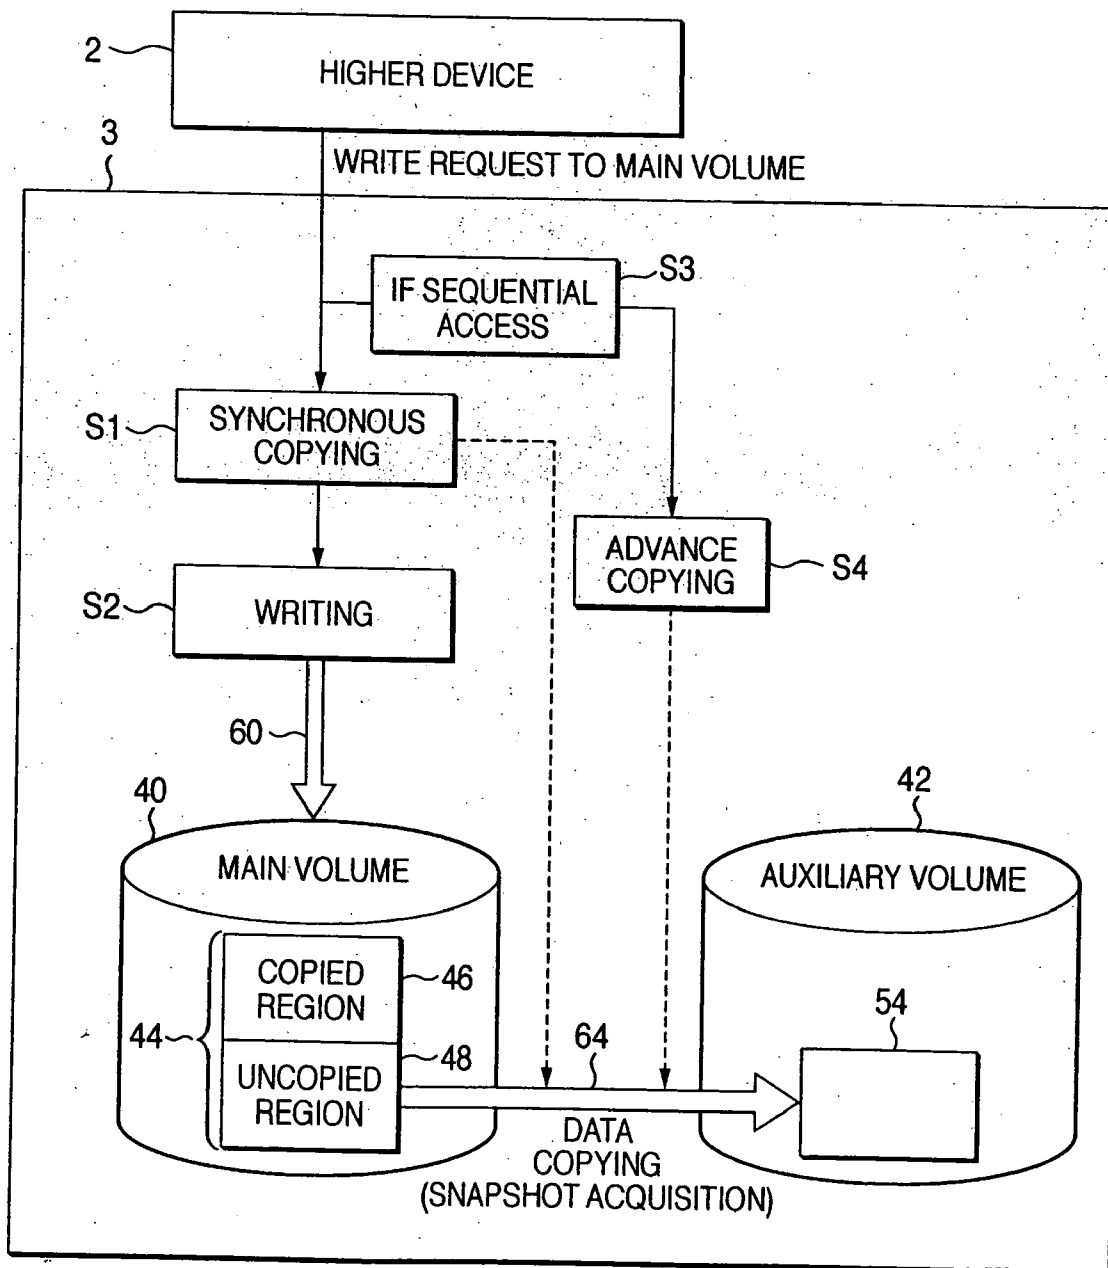 2
HIGHER DEVICE
3
WRITE REQUEST TO MAIN VOLUME
IF SEQUENTIAL
ACCESS
S3
S1
SYNCHRONOUS
COPYING
ADVANCE
COPYING
S4
S2
WRITING
60
40
42
MAIN VOLUME
AUXILIARY VOLUME
COPIED
REGION
46
44
48
UNCOPIED
REGION
64
54
DATA
COPYING
(SNAPSHOT ACQUISITION)